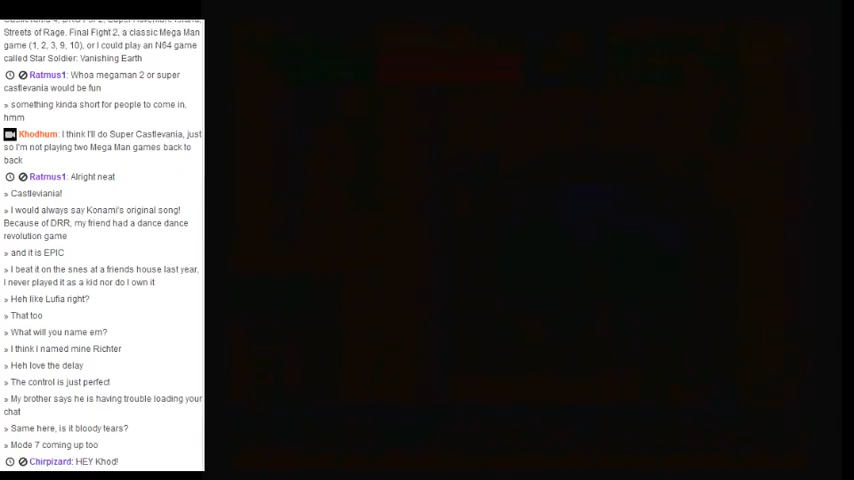 Streets of Rage. Final Fight 2, a classic Mega Man
game (1, 2, 3, 9, 10), or I could play an N64 game
called Star Soldier: Vanishing Earth
Ratmus1: Whoa megaman 2 or super
castlevania would be fun
» something kinda short for people to come in,
hmm
Khodhum: I think I'll do Super Castlevania, just
so I'm not playing two Mega Man games back to
back
Ratmus1: Alright neat
» Castleviania!
» I would always say Konami's original song!
Because of DRR, my friend had a dance dance
revolution game
» and it is EPIC
» I beat it on the snes at a friends house last year,
I never played it as a kid nor do I own it
» Heh like Lufia right?
» That too
» What will you name em?
» I think I named mine Richter
» Heh love the delay
» The control is just perfect
» My brother says he is having trouble loading your
chat
» Same here, is it bloody tears?
» Mode 7 coming up too
Chirpizard: HEY Khod!